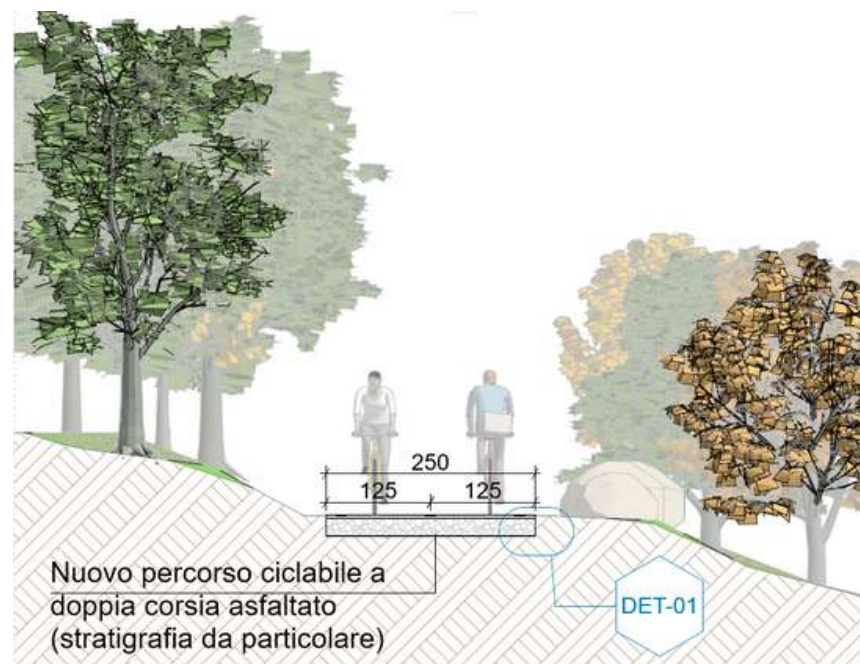 250
125 125
Nuovo percorso ciclabile a
doppia corsia asfaltato
(stratigrafia da particolare)
DET-01